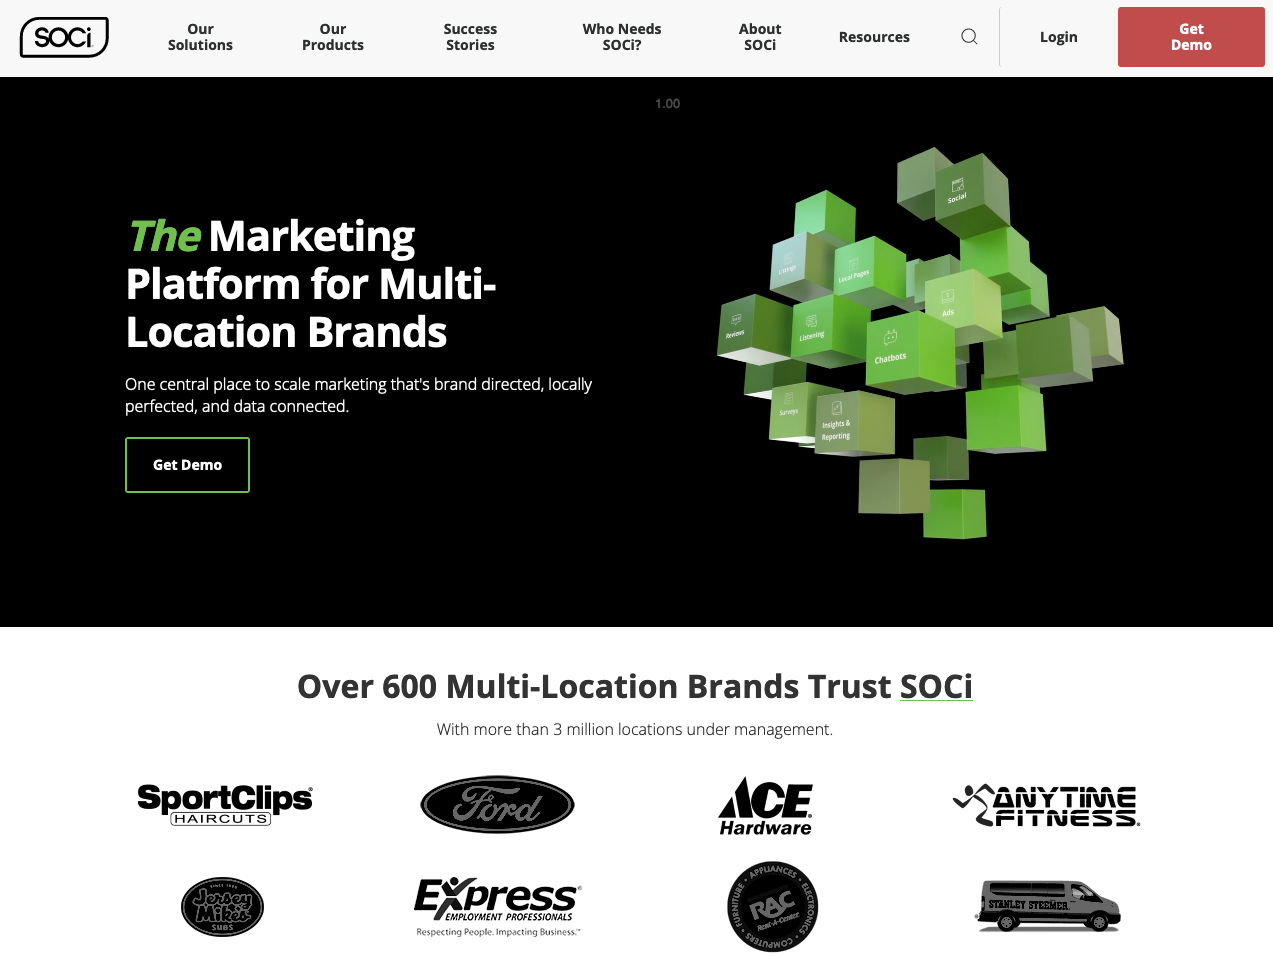 SOCi
Our
Solutions
Our
Products
Success
Stories
Who Needs
SOCi?
About
SOCi
Resources
Login
Get
Demo
1.00
The Marketing
Platform for Multi-
Location Brands
One central place to scale marketing that's brand directed, locally
perfected, and data connected.
Get Demo
Social
Listings
Local Pages
Ads
Reviews
Listening
Chatbots
Surveys
Insights &
Reporting
Over 600 Multi-Location Brands Trust SOCi
With more than 3 million locations under management.
SportClips®
HAIRCUTS
Ford
ACE
Hardware®
ANYTIME
FITNESS®
SINCE 1956
Jersey
Mike's
SUBS
Express®
EMPLOYMENT PROFESSIONALS
Respecting People. Impacting Business.™
FURNITURE • APPLIANCES • ELECTRONICS • COMPUTERS •
RAC
Rent-A-Center
STANLEY STEEMER.